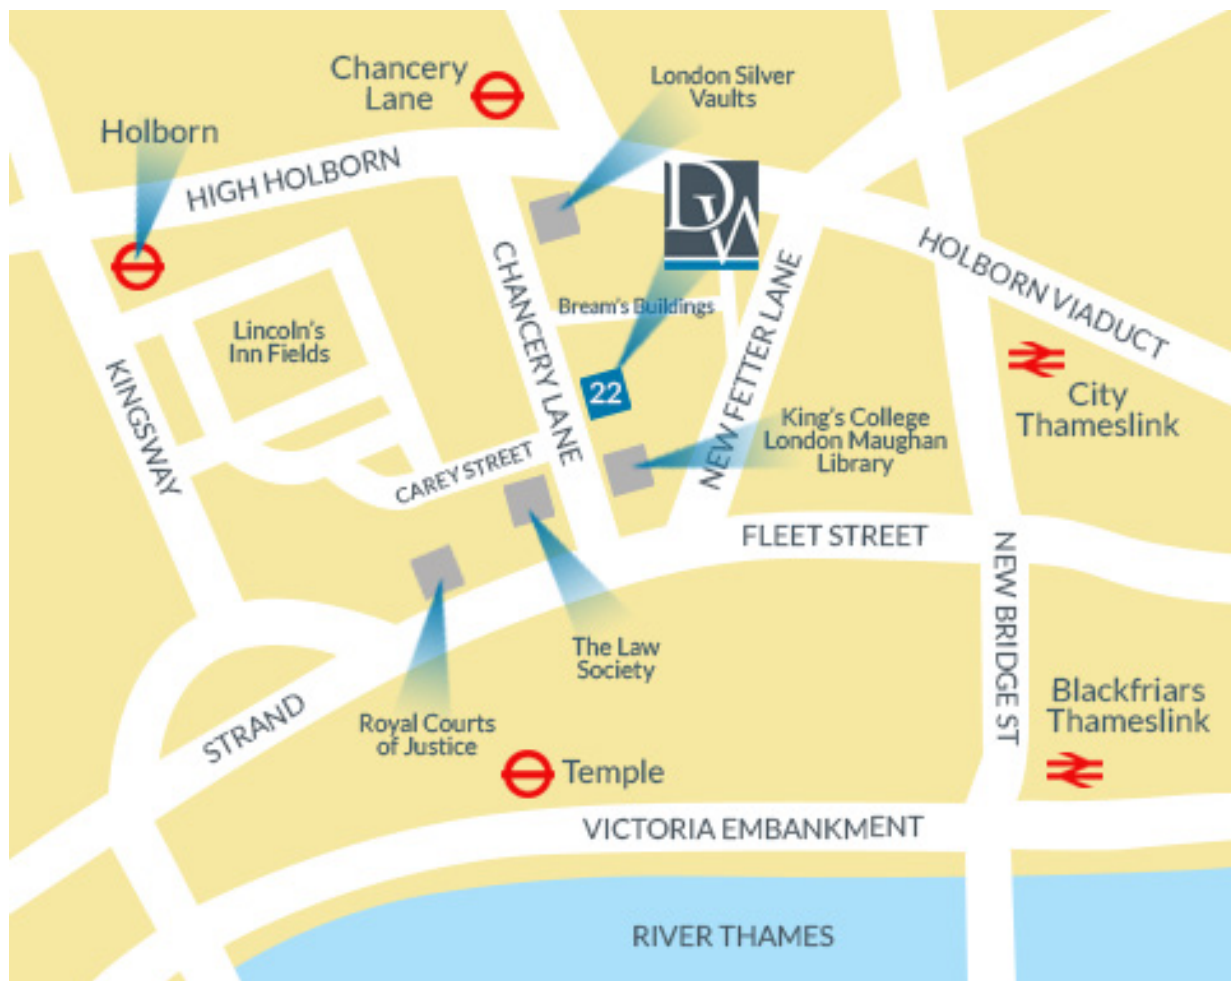 Chancery
Lane
London Silver
Vaults
Holborn
HIGH HOLBORN
DVW
HOLBORN VIADUCT
CHANCERY LANE
Bream's Buildings
NEW FETTER LANE
Lincoln's
Inn Fields
KINGSWAY
22
City
Thameslink
King's College
London Maughan
Library
CAREY STREET
FLEET STREET
NEW BRIDGE ST
The Law
Society
Blackfriars
Thameslink
STRAND
Royal Courts
of Justice
Temple
VICTORIA EMBANKMENT
RIVER THAMES